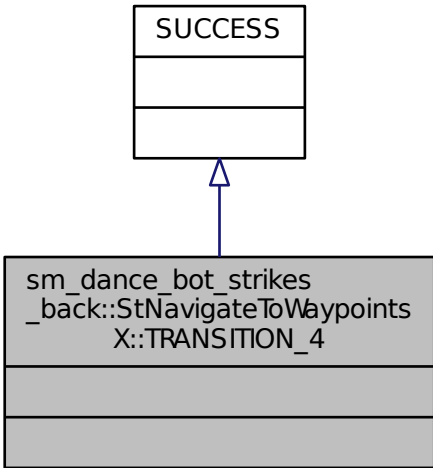 SUCCESS
sm_dance_bot_strikes
_back::StNavigateToWaypoints
X::TRANSITION_4